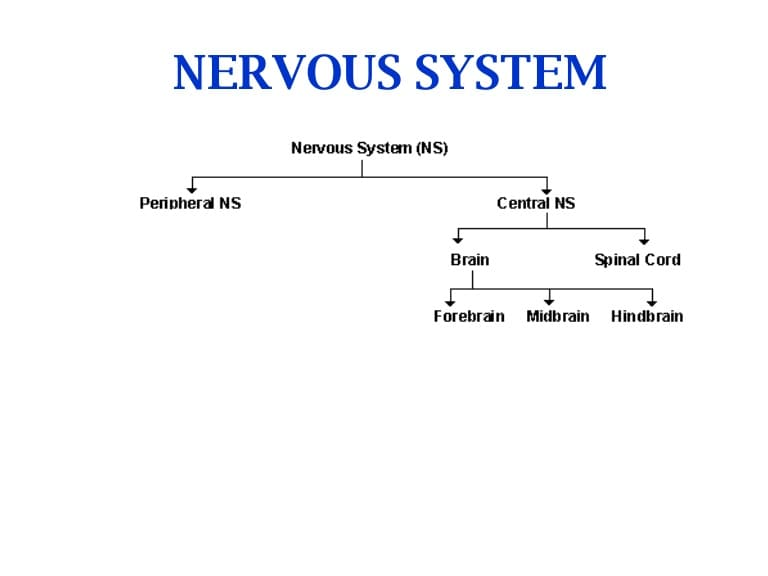 NERVOUS SYSTEM
Nervous System (NS)
Peripheral NS
Central NS
Brain
Spinal Cord
Forebrain
Midbrain
Hindbrain